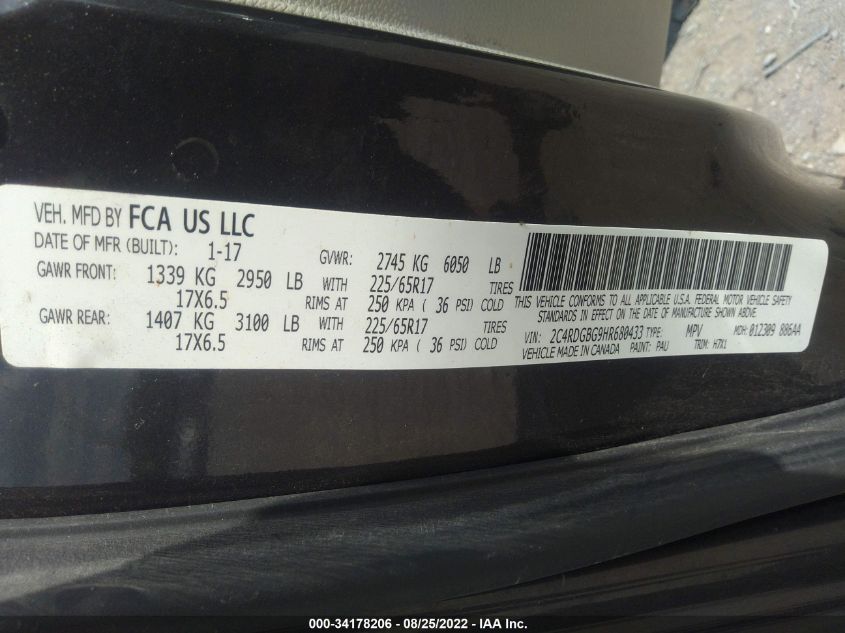 VEH. MFD BY FCA US LLC
DATE OF MFR (BUILT): 1-17 GVWR: 2745 KG 6050 LB
GAWR FRONT: 1339 KG 2950 LB WITH 225/65R17 TIRES
17X6.5 RIMS AT 250 KPA ( 36 PSI) COLD
GAWR REAR: 1407 KG 3100 LB WITH 225/65R17 TIRES
17X6.5 RIMS AT 250 KPA ( 36 PSI) COLD
THIS VEHICLE CONFORMS TO ALL APPLICABLE U.S.A. FEDERAL MOTOR VEHICLE SAFETY
STANDARDS IN EFFECT ON THE DATE OF MANUFACTURE SHOWN ABOVE.
VIN: 2C4RDGBG9HR680433 TYPE: MPV MDH: 012309 886AA
VEHICLE MADE IN CANADA PAINT: PAU TRIM: H7X1
000-34178206 - 08/25/2022 - IAA Inc.